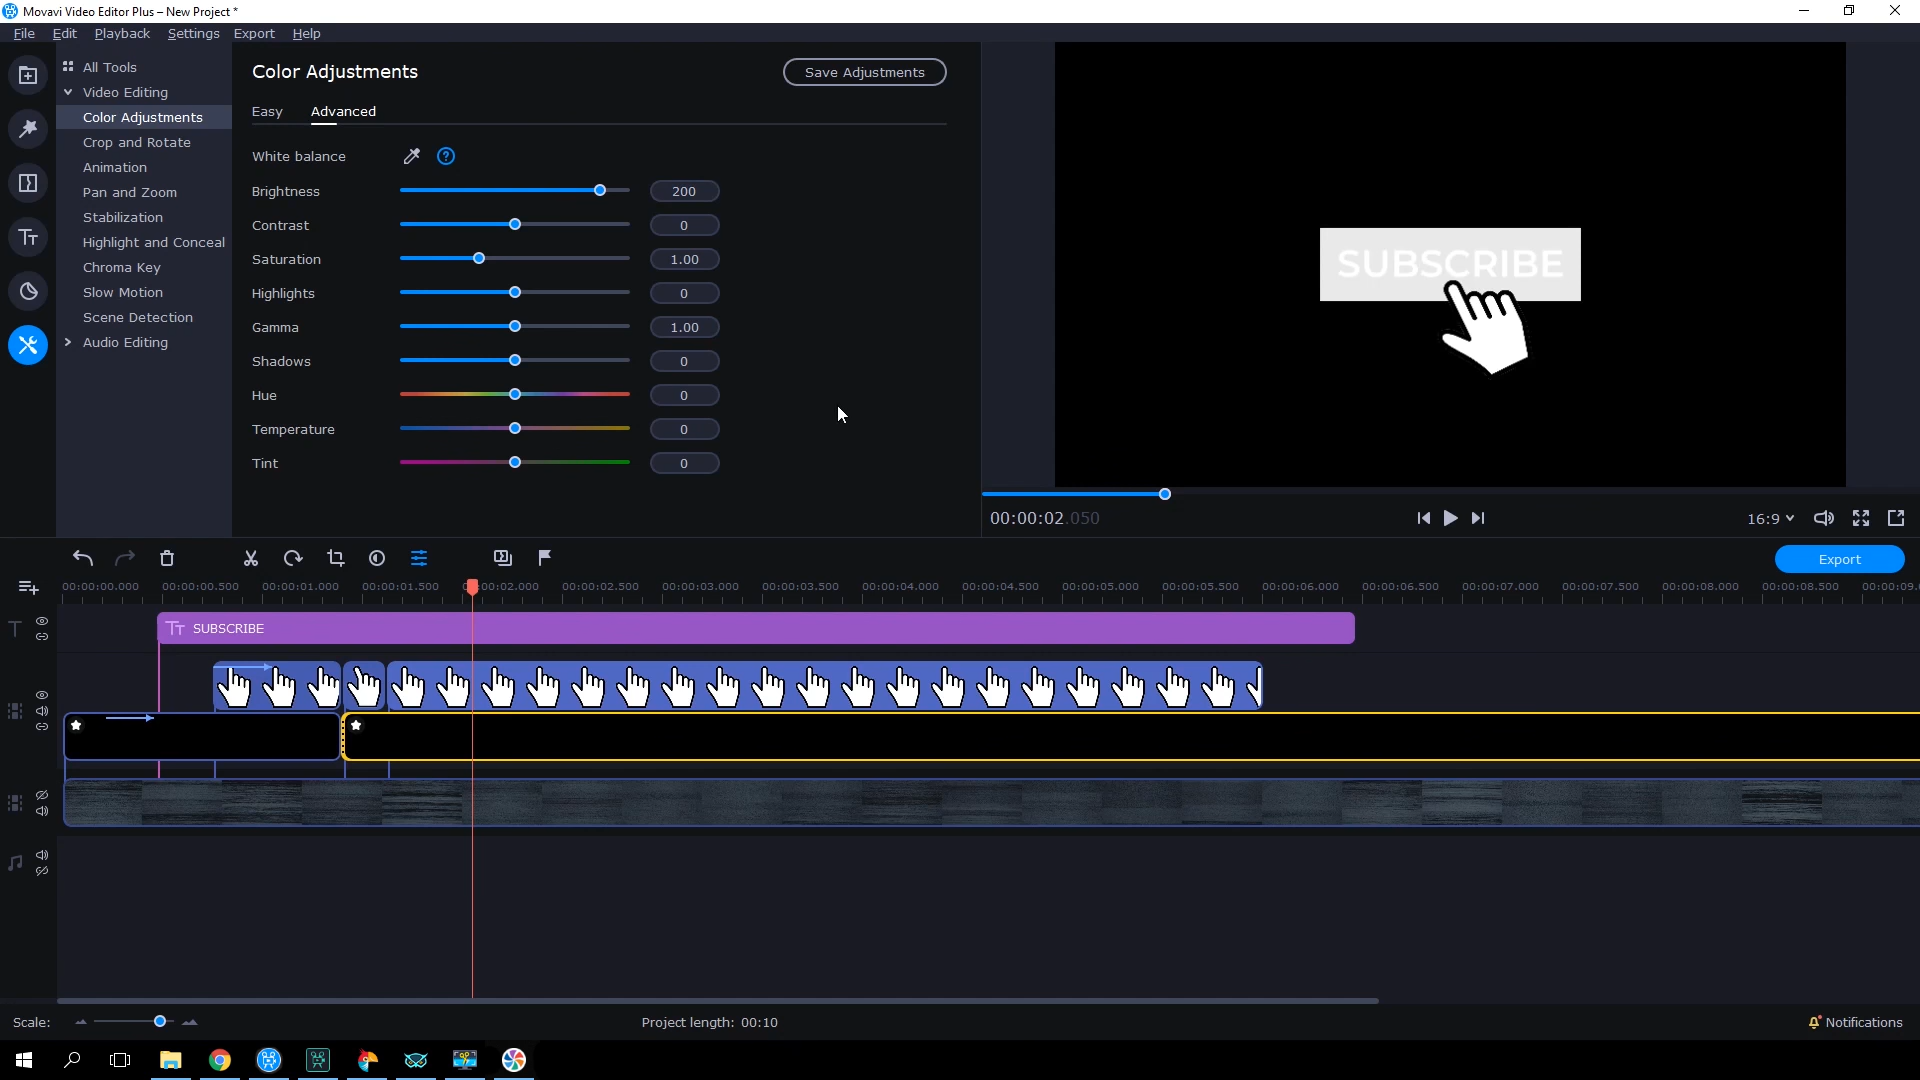 Movavi Video Editor Plus – New Project *
File Edit Playback Settings Export Help
All Tools
Video Editing
Color Adjustments
Crop and Rotate
Animation
Pan and Zoom
Stabilization
Highlight and Conceal
Chroma Key
Slow Motion
Scene Detection
Audio Editing
Color Adjustments
Save Adjustments
Easy Advanced
White balance ?
Brightness 200
Contrast 0
Saturation 1.00
Highlights 0
Gamma 1.00
Shadows 0
Hue 0
Temperature 0
Tint 0
SUBSCRIBE
00:00:02.050
16:9
Export
00:00:00.000 00:00:00.500 00:00:01.000 00:00:01.500 00:00:02.000 00:00:02.500 00:00:03.000 00:00:03.500 00:00:04.000 00:00:04.500 00:00:05.000 00:00:05.500 00:00:06.000 00:00:06.500 00:00:07.000 00:00:07.500 00:00:08.000 00:00:08.500 00:00:09.
SUBSCRIBE
Scale:
Project length: 00:10
Notifications